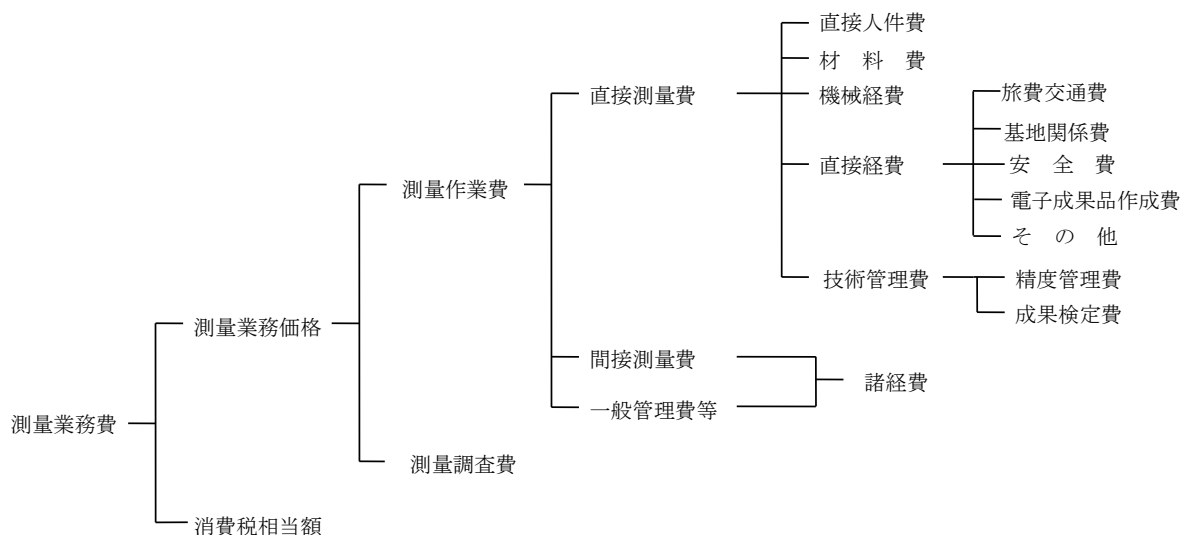 直接人件費
材　料　費
直接測量費
機械経費
旅費交通費
基地関係費
直接経費
安　全　費
測量作業費
電子成果品作成費
そ　の　他
技術管理費
精度管理費
成果検定費
測量業務価格
間接測量費
諸経費
一般管理費等
測量業務費
測量調査費
消費税相当額